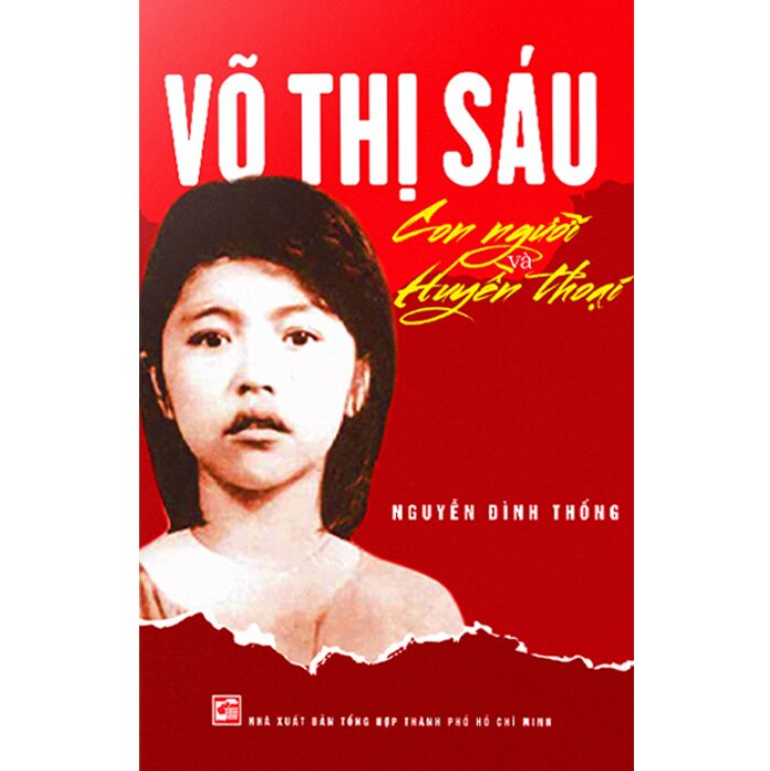 VÕ THỊ SÁU
Con người
và
Huyền thoại
NGUYỄN ĐÌNH THỐNG
NHÀ XUẤT BẢN TỔNG HỢP THÀNH PHỐ HỒ CHÍ MINH